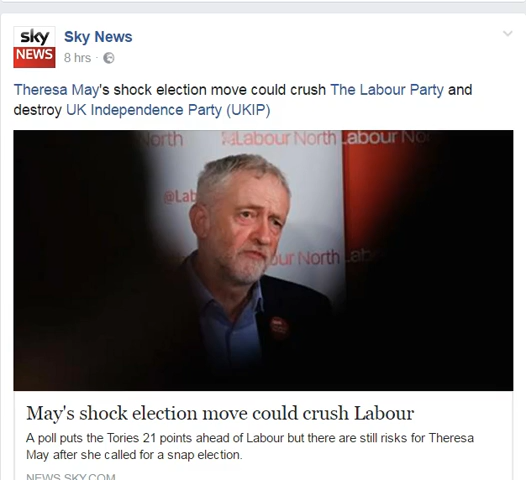 sky
NEWS
Sky News
8 hrs ·
Theresa May's shock election move could crush The Labour Party and
destroy UK Independence Party (UKIP)
North
Labour North
abour No
@Lab
our North
May's shock election move could crush Labour
A poll puts the Tories 21 points ahead of Labour but there are still risks for Theresa
May after she called for a snap election.
NEWS.SKY.COM